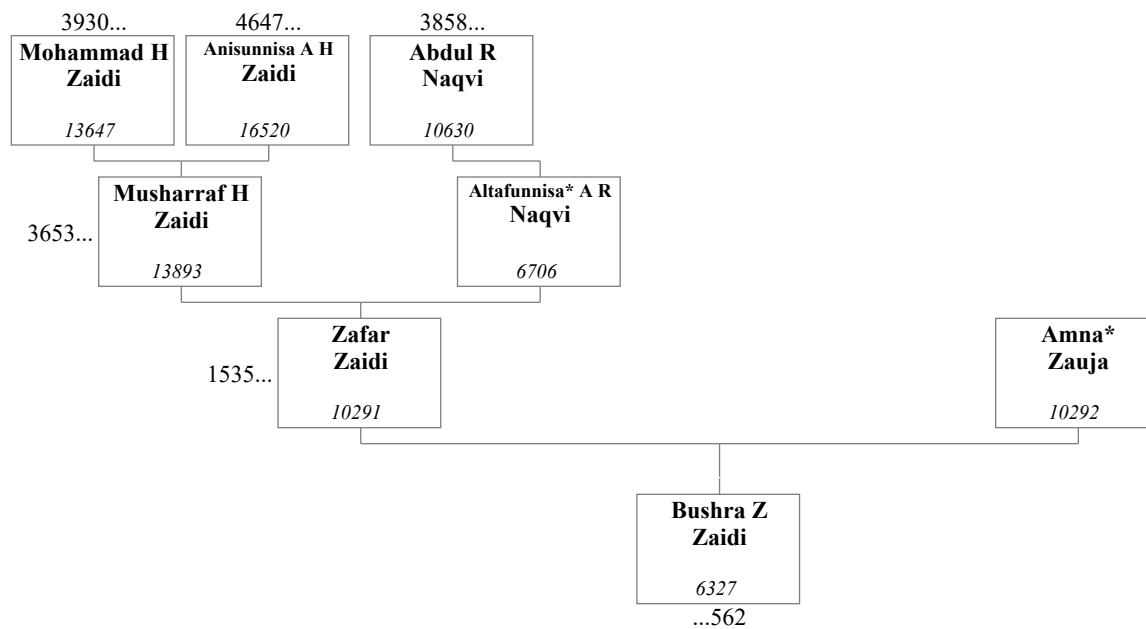 3930...
4647...
3858...
Mohammad H
Zaidi
13647
Anisunnisa A H
Zaidi
16520
Abdul R
Naqvi
10630
3653...
Musharraf H
Zaidi
13893
Altafunnisa* A R
Naqvi
6706
1535...
Zafar
Zaidi
10291
Amna*
Zauja
10292
Bushra Z
Zaidi
6327
...562